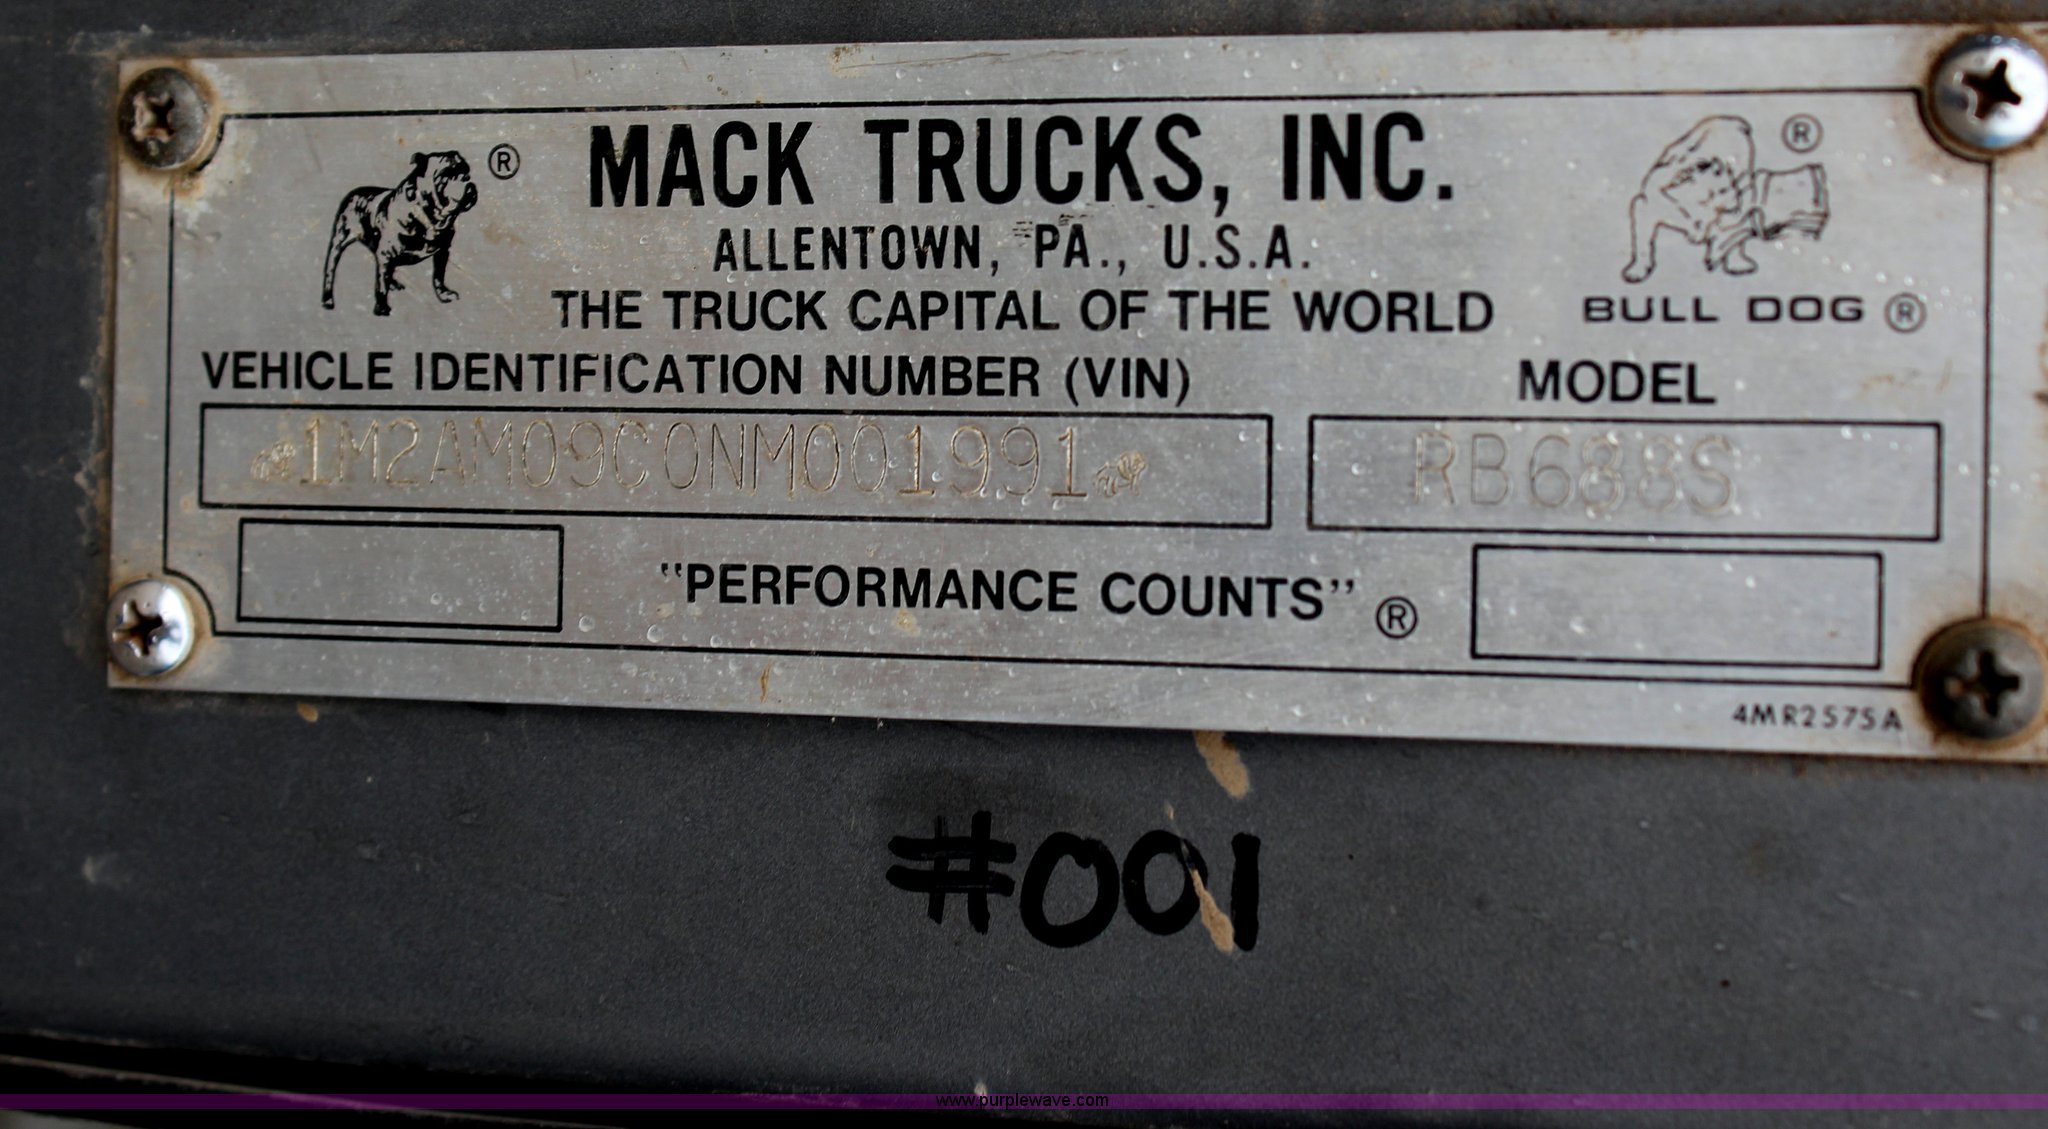 MACK TRUCKS, INC.
®
®
ALLENTOWN, PA., U.S.A.
THE TRUCK CAPITAL OF THE WORLD
BULL DOG ®
VEHICLE IDENTIFICATION NUMBER (VIN)
MODEL
1M2AM09C0NM001991
RB688S
"PERFORMANCE COUNTS" ®
4MR2575A
#001
www.purplewave.com